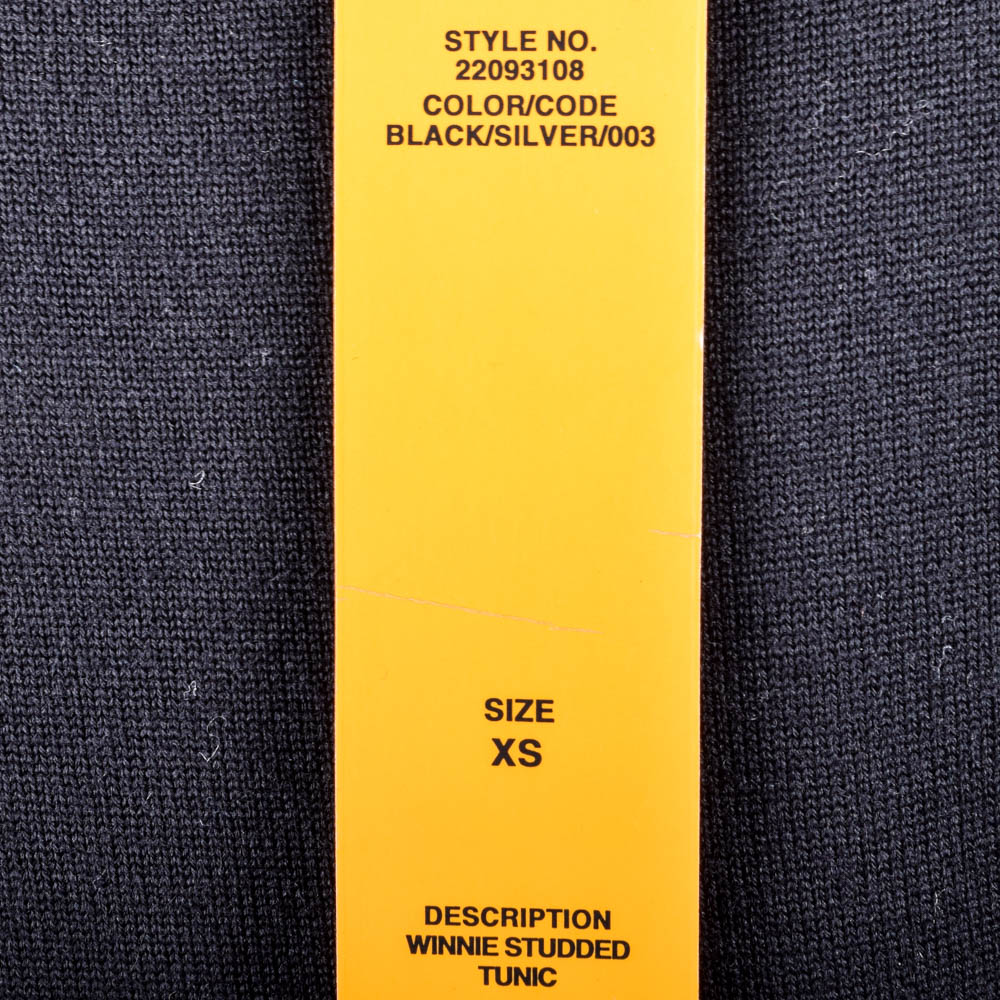 STYLE NO.
22093108
COLOR/CODE
BLACK/SILVER/003
SIZE
XS
DESCRIPTION
WINNIE STUDDED
TUNIC